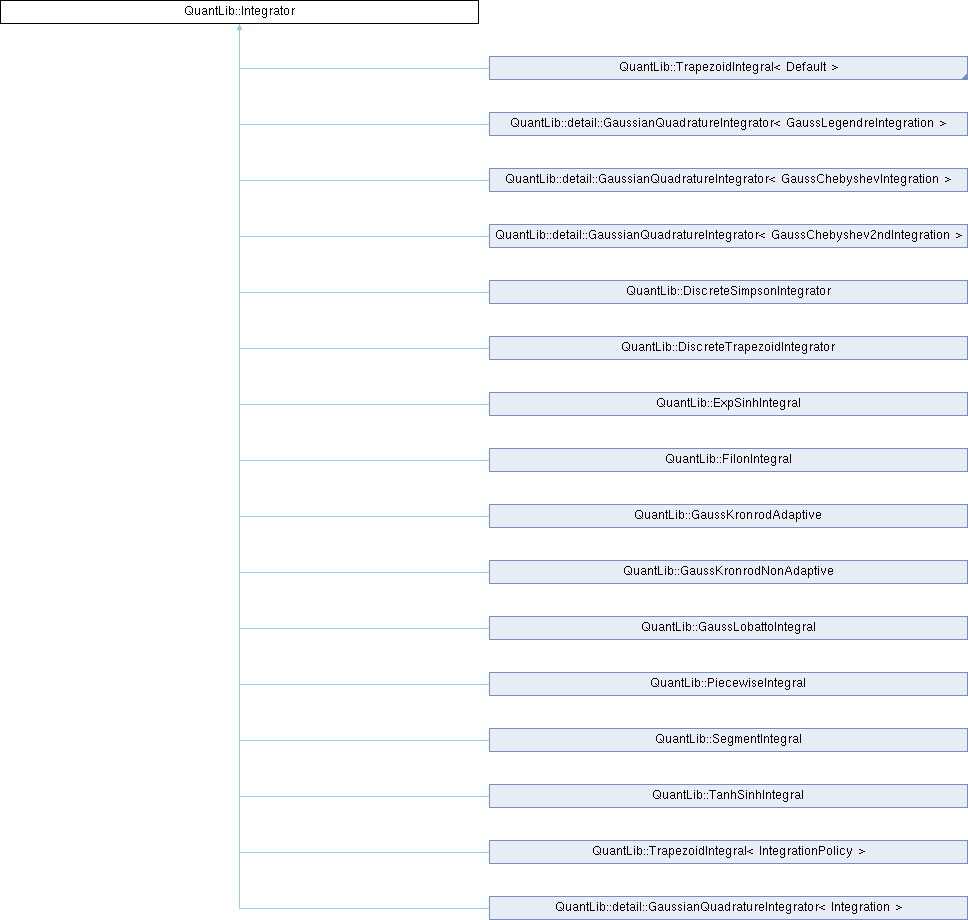 QuantLib::Integrator
QuantLib::TrapezoidIntegral< Default >
QuantLib::detail::GaussianQuadratureIntegrator< GaussLegendreIntegration >
QuantLib::detail::GaussianQuadratureIntegrator< GaussChebyshevIntegration >
QuantLib::detail::GaussianQuadratureIntegrator< GaussChebyshev2ndIntegration >
QuantLib::DiscreteSimpsonIntegrator
QuantLib::DiscreteTrapezoidIntegrator
QuantLib::ExpSinhIntegral
QuantLib::FilonIntegral
QuantLib::GaussKronrodAdaptive
QuantLib::GaussKronrodNonAdaptive
QuantLib::GaussLobattoIntegral
QuantLib::PiecewiseIntegral
QuantLib::SegmentIntegral
QuantLib::TanhSinhIntegral
QuantLib::TrapezoidIntegral< IntegrationPolicy >
QuantLib::detail::GaussianQuadratureIntegrator< Integration >